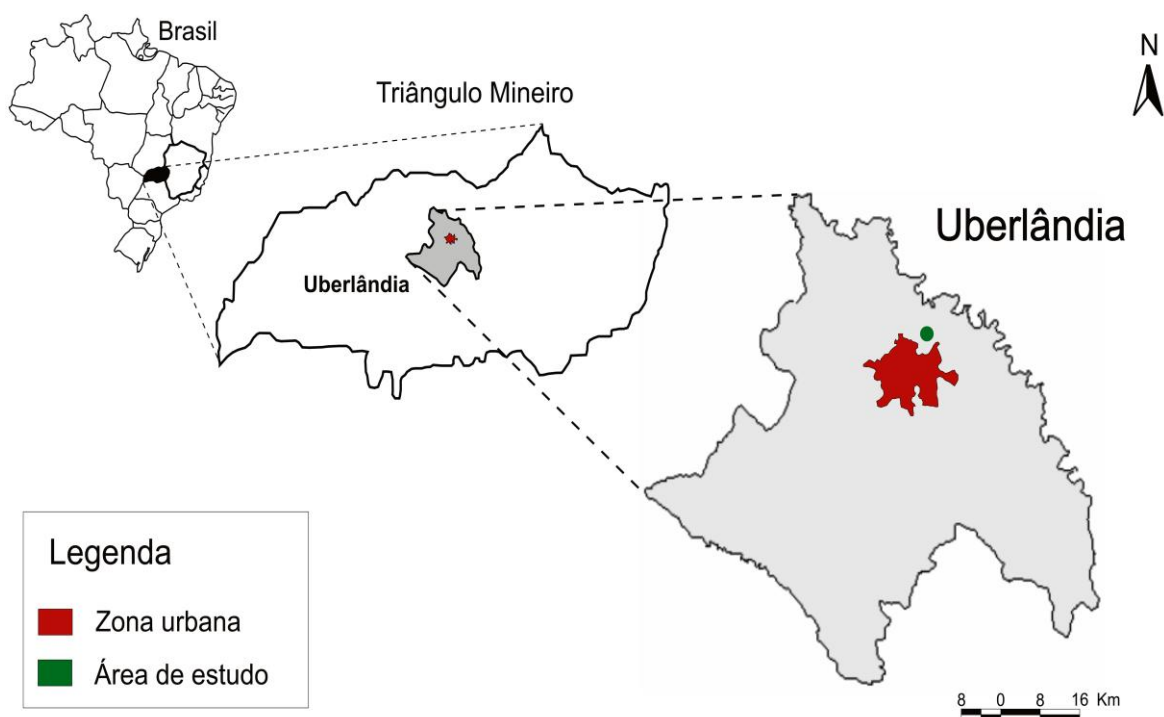 Brasil
N
Triângulo Mineiro
Uberlândia
Uberlândia
Legenda
Zona urbana
Área de estudo
8 0 8 16 Km